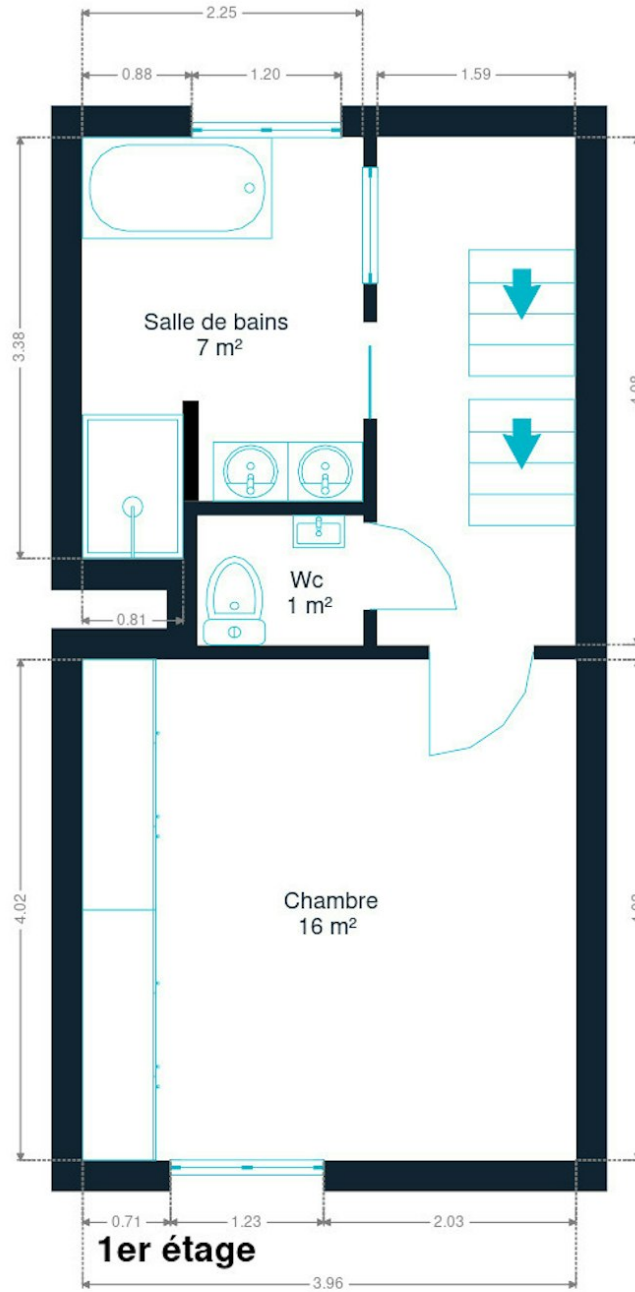 2.25
0.88
1.20
1.59
3.38
Salle de bains
7 m²
Wc
1 m²
0.81
4.02
Chambre
16 m²
0.71
1.23
2.03
1er étage
3.96